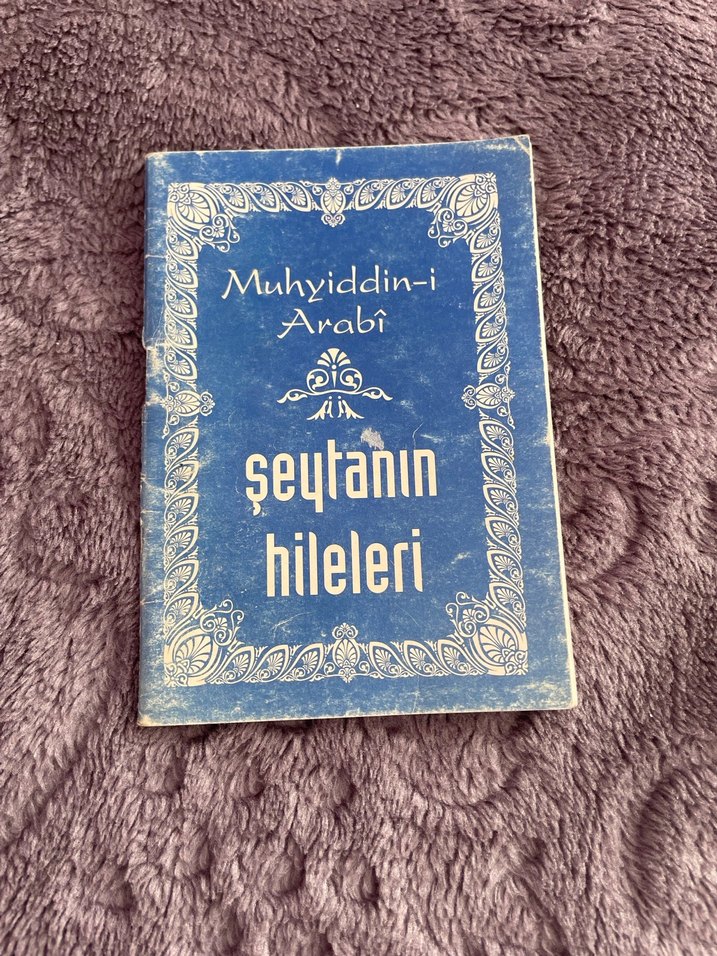 Muhyiddin-i
Arabî
şeytanın
hileleri